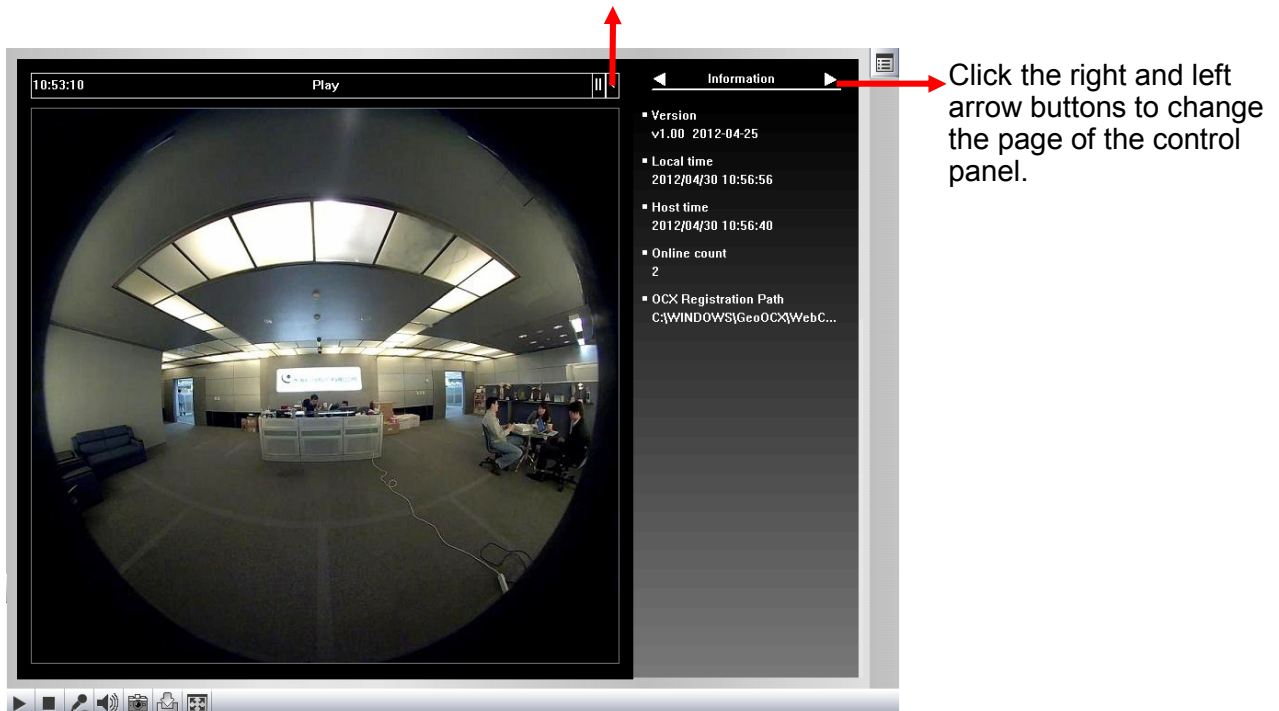 10:53:10 Play
Information
Version
v1.00 2012-04-25
Local time
2012/04/30 10:56:56
Host time
2012/04/30 10:56:40
Online count
2
OCX Registration Path
C:\WINDOWS\GeoOCX\WebC...
Click the right and left
arrow buttons to change
the page of the control
panel.